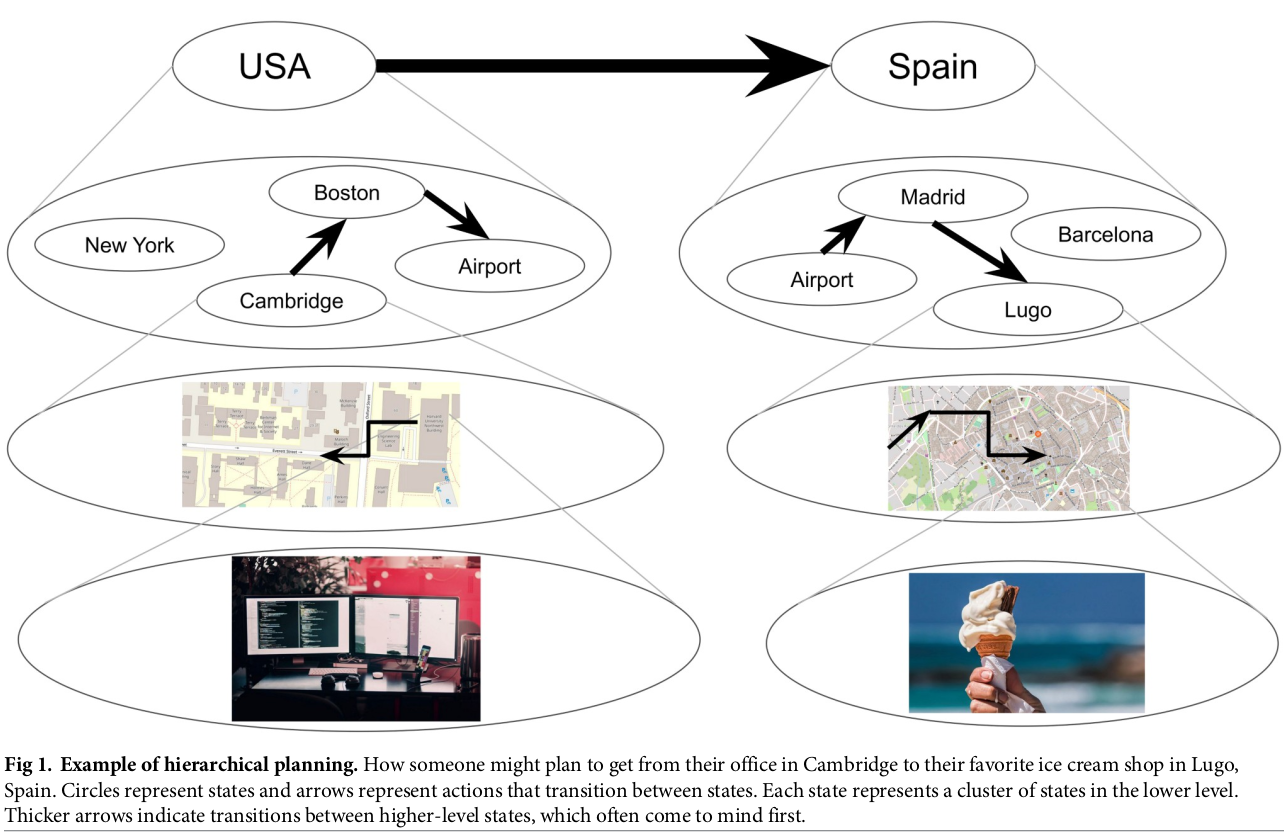 USA
Spain
Boston
New York
Airport
Cambridge
Madrid
Barcelona
Airport
Lugo
Everett Street
Oxford Street
Fig 1. Example of hierarchical planning. How someone might plan to get from their office in Cambridge to their favorite ice cream shop in Lugo,
Spain. Circles represent states and arrows represent actions that transition between states. Each state represents a cluster of states in the lower level.
Thicker arrows indicate transitions between higher-level states, which often come to mind first.